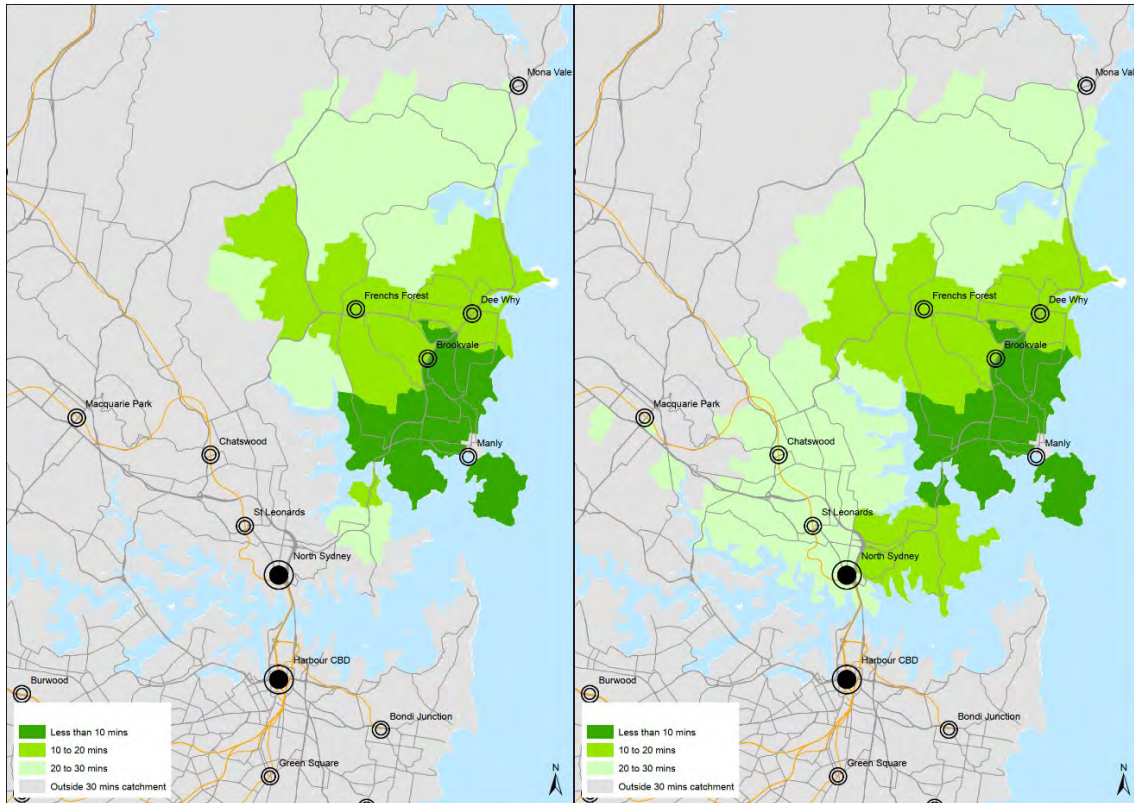 Mona Vale
Frenchs Forest
Dee Why
Brookvale
Macquarie Park
Chatswood
Manly
St Leonards
North Sydney
Harbour CBD
Burwood
Bondi Junction
Green Square
Less than 10 mins
10 to 20 mins
20 to 30 mins
Outside 30 mins catchment
N
Mona Vale
Frenchs Forest
Dee Why
Brookvale
Macquarie Park
Chatswood
Manly
St Leonards
North Sydney
Harbour CBD
Burwood
Bondi Junction
Green Square
Less than 10 mins
10 to 20 mins
20 to 30 mins
Outside 30 mins catchment
N